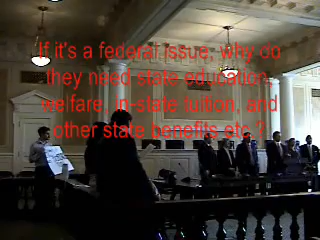 If it's a federal issue, why do
they need state education,
welfare, in-state tuition, and
other state benefits etc.?